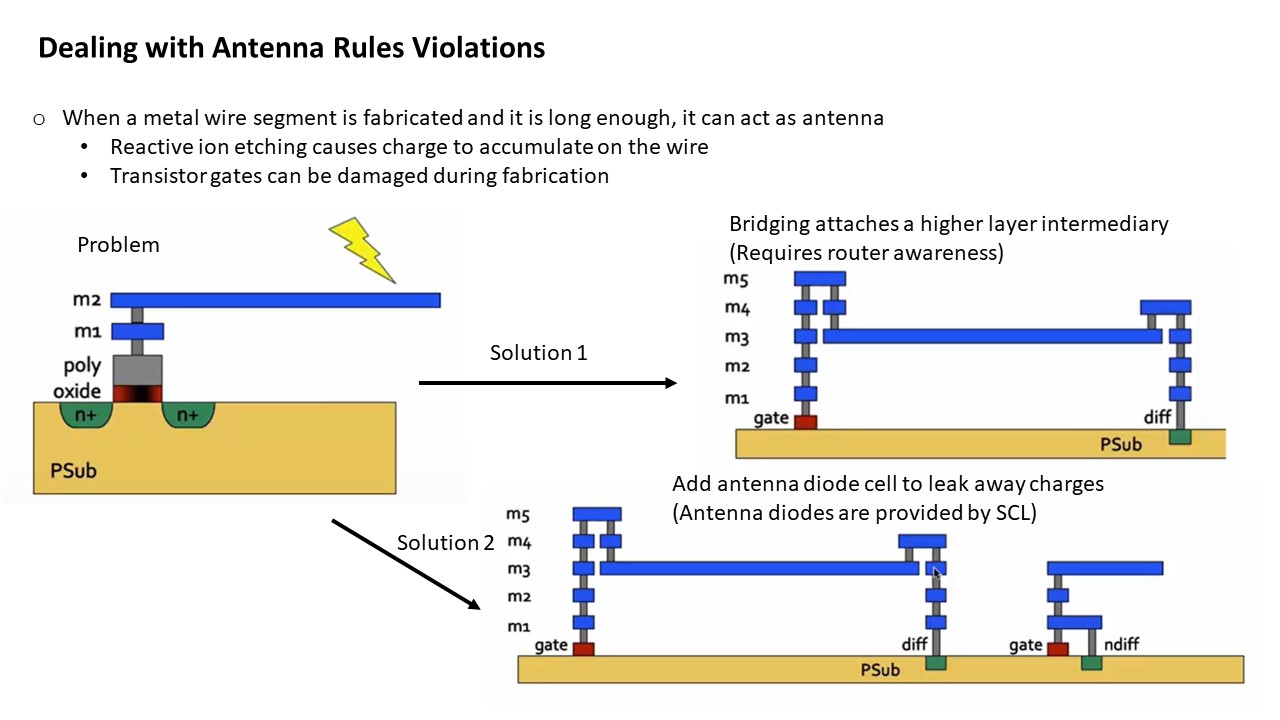 Dealing with Antenna Rules Violations
o When a metal wire segment is fabricated and it is long enough, it can act as antenna
• Reactive ion etching causes charge to accumulate on the wire
• Transistor gates can be damaged during fabrication
Problem
m2
m1
poly
oxide
n+
n+
PSub
Solution 1
Bridging attaches a higher layer intermediary
(Requires router awareness)
m5
m4
m3
m2
m1
gate
diff
PSub
Solution 2
Add antenna diode cell to leak away charges
(Antenna diodes are provided by SCL)
m5
m4
m3
m2
m1
gate
diff
gate
ndiff
PSub